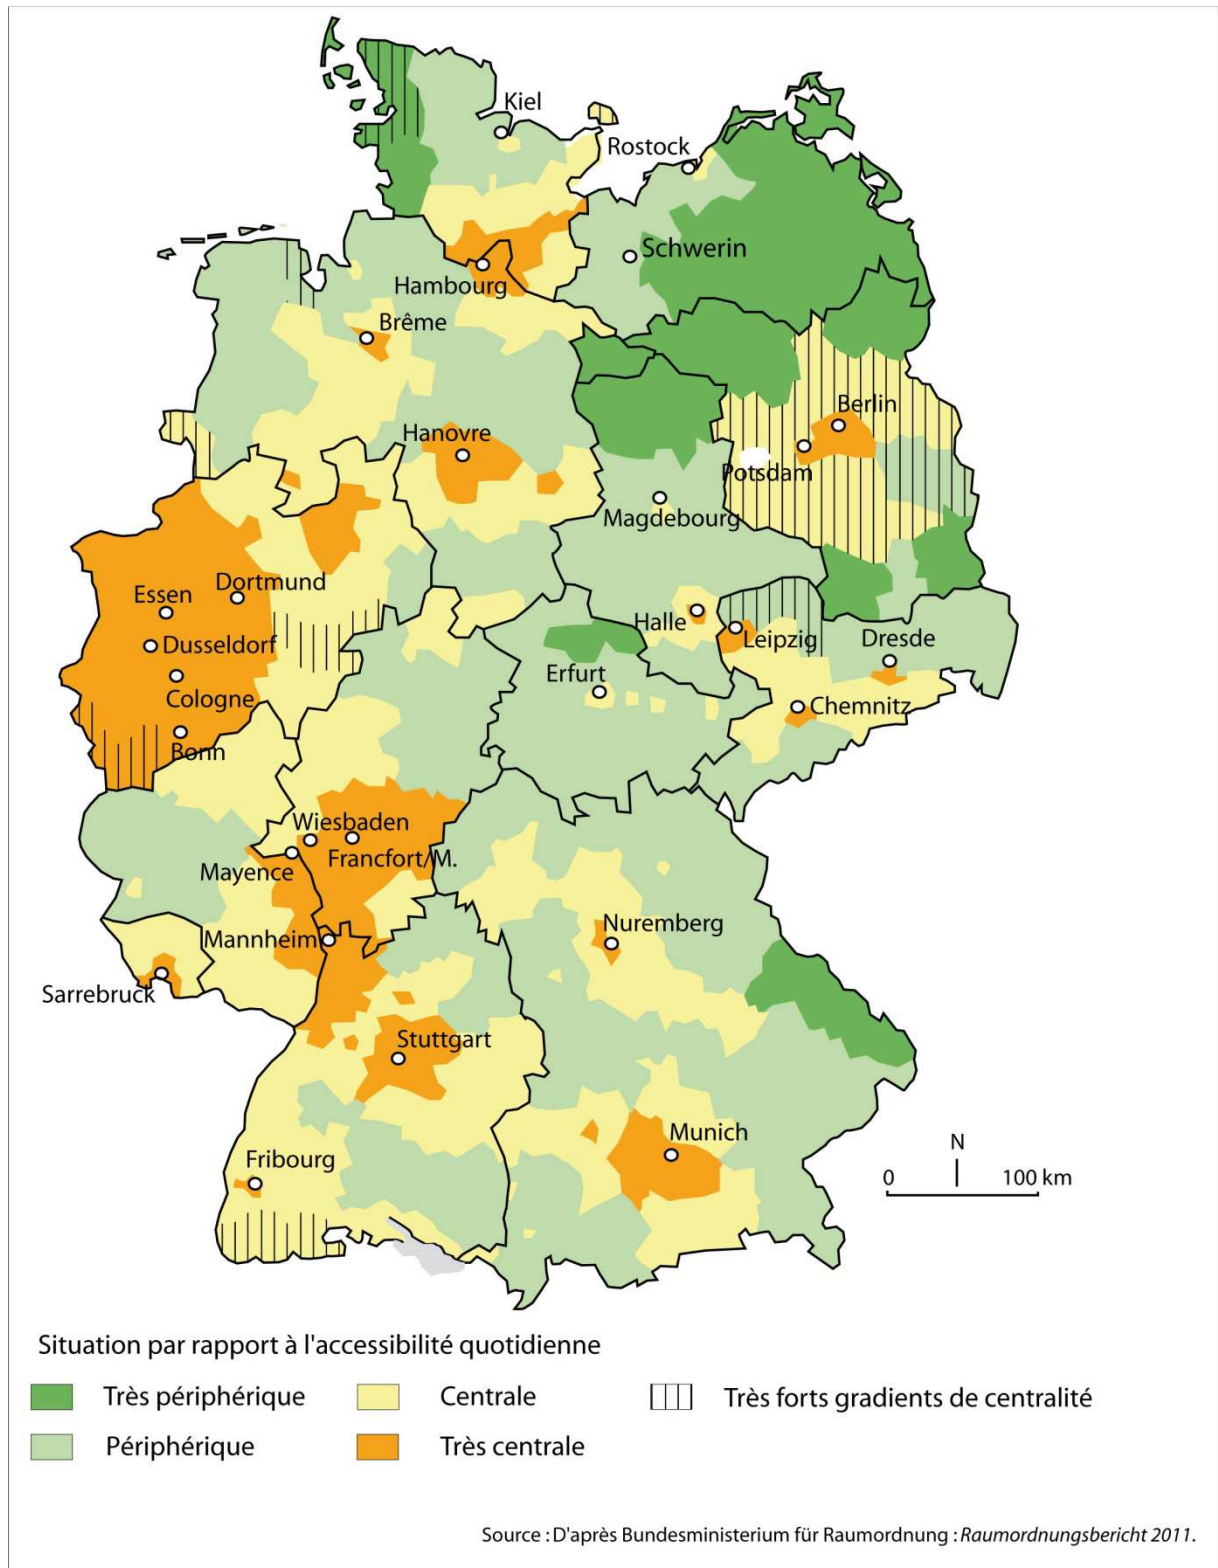 Kiel
Rostock
Schwerin
Hambourg
Brême
Berlin
Hanovre
Potsdam
Magdebourg
Dortmund
Essen
Halle
Leipzig
Dresde
Dusseldorf
Erfurt
Cologne
Chemnitz
Bonn
Wiesbaden
Francfort/M.
Mayence
Nuremberg
Mannheim
Sarrebruck
Stuttgart
Munich
Fribourg
N
0 100 km
Situation par rapport à l'accessibilité quotidienne
Très périphérique
Centrale
Très forts gradients de centralité
Périphérique
Très centrale
Source : D'après Bundesministerium für Raumordnung : Raumordnungsbericht 2011.